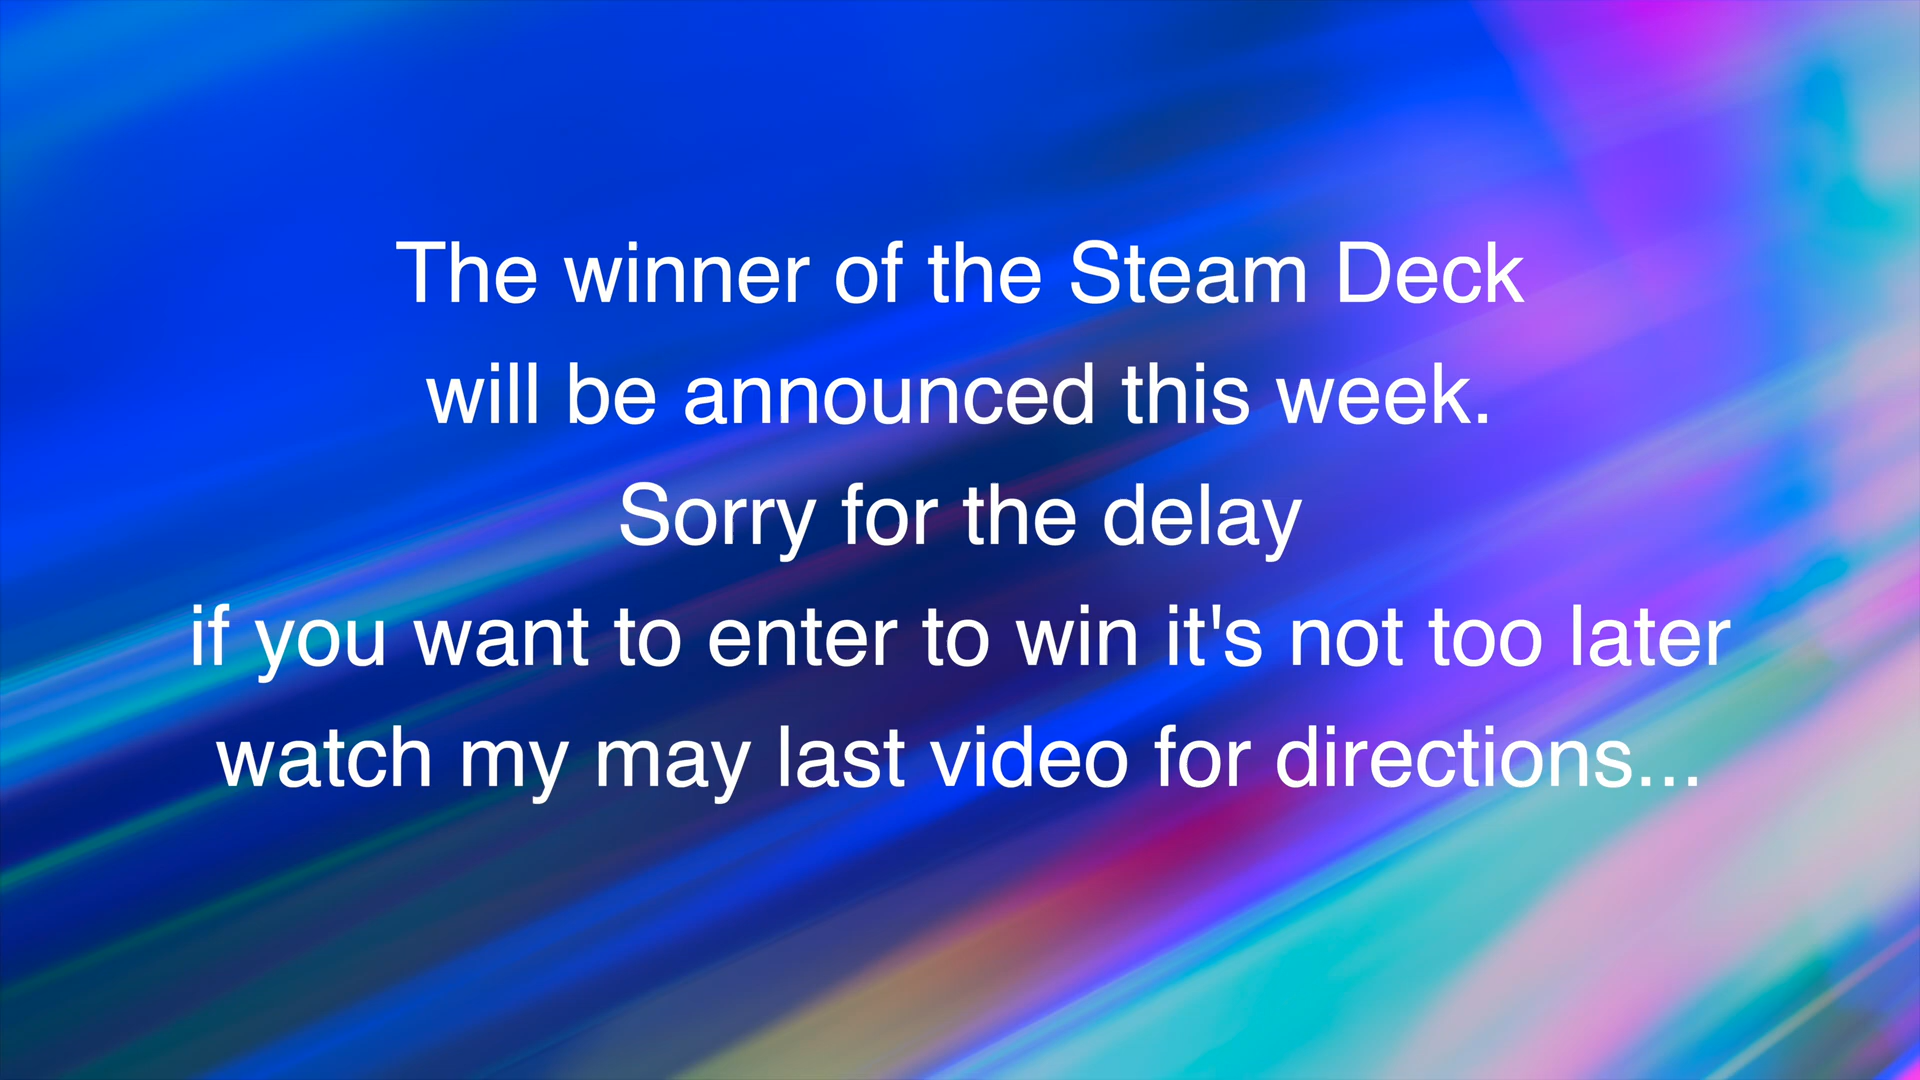 The winner of the Steam Deck
will be announced this week.
Sorry for the delay
if you want to enter to win it's not too later
watch my may last video for directions...